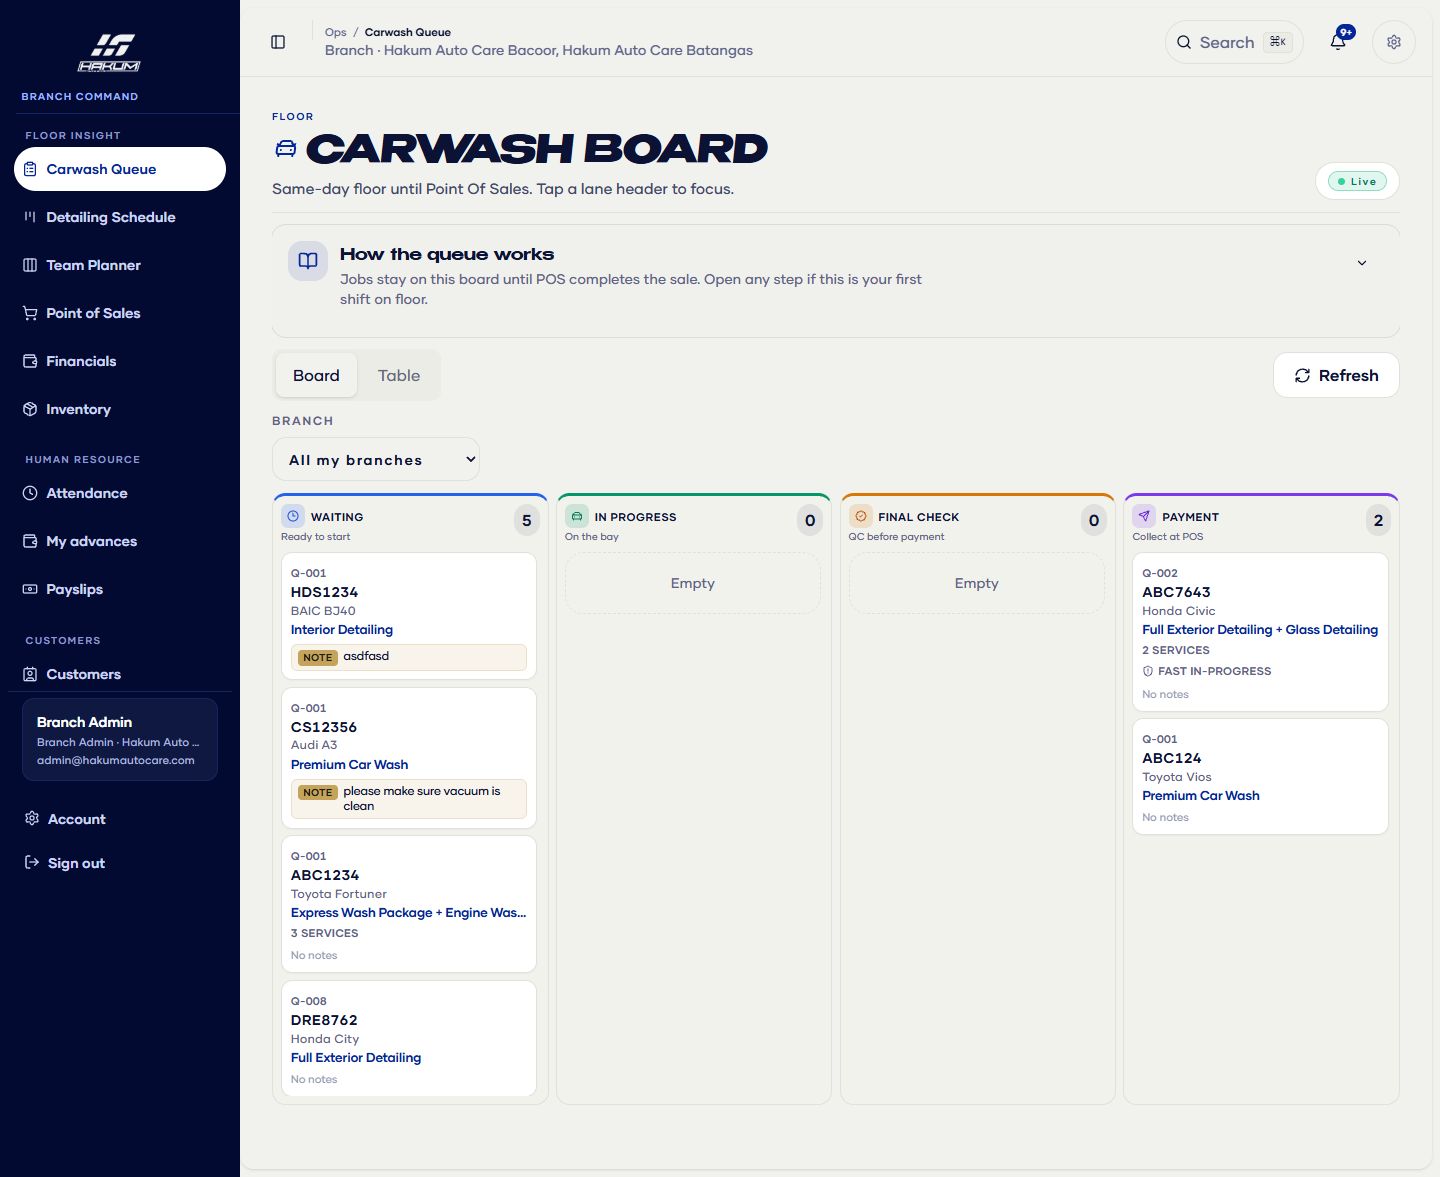 HAKUM
BRANCH COMMAND
FLOOR INSIGHT
Carwash Queue
Detailing Schedule
Team Planner
Point of Sales
Financials
Inventory
HUMAN RESOURCE
Attendance
My advances
Payslips
CUSTOMERS
Customers
Branch Admin
Branch Admin · Hakum Auto ...
admin@hakumautocare.com
Account
Sign out
Ops / Carwash Queue
Branch · Hakum Auto Care Bacoor, Hakum Auto Care Batangas
Search ⌘K
9+
FLOOR
CARWASH BOARD
Same-day floor until Point Of Sales. Tap a lane header to focus.
Live
How the queue works
Jobs stay on this board until POS completes the sale. Open any step if this is your first
shift on floor.
Board
Table
Refresh
BRANCH
All my branches
WAITING
5
Ready to start
Q-001
HDS1234
BAIC BJ40
Interior Detailing
NOTE asdfasd
Q-001
CS12356
Audi A3
Premium Car Wash
NOTE please make sure vacuum is
clean
Q-001
ABC1234
Toyota Fortuner
Express Wash Package + Engine Was...
3 SERVICES
No notes
Q-008
DRE8762
Honda City
Full Exterior Detailing
No notes
IN PROGRESS
0
On the bay
Empty
FINAL CHECK
0
QC before payment
Empty
PAYMENT
2
Collect at POS
Q-002
ABC7643
Honda Civic
Full Exterior Detailing + Glass Detailing
2 SERVICES
FAST IN-PROGRESS
No notes
Q-001
ABC124
Toyota Vios
Premium Car Wash
No notes